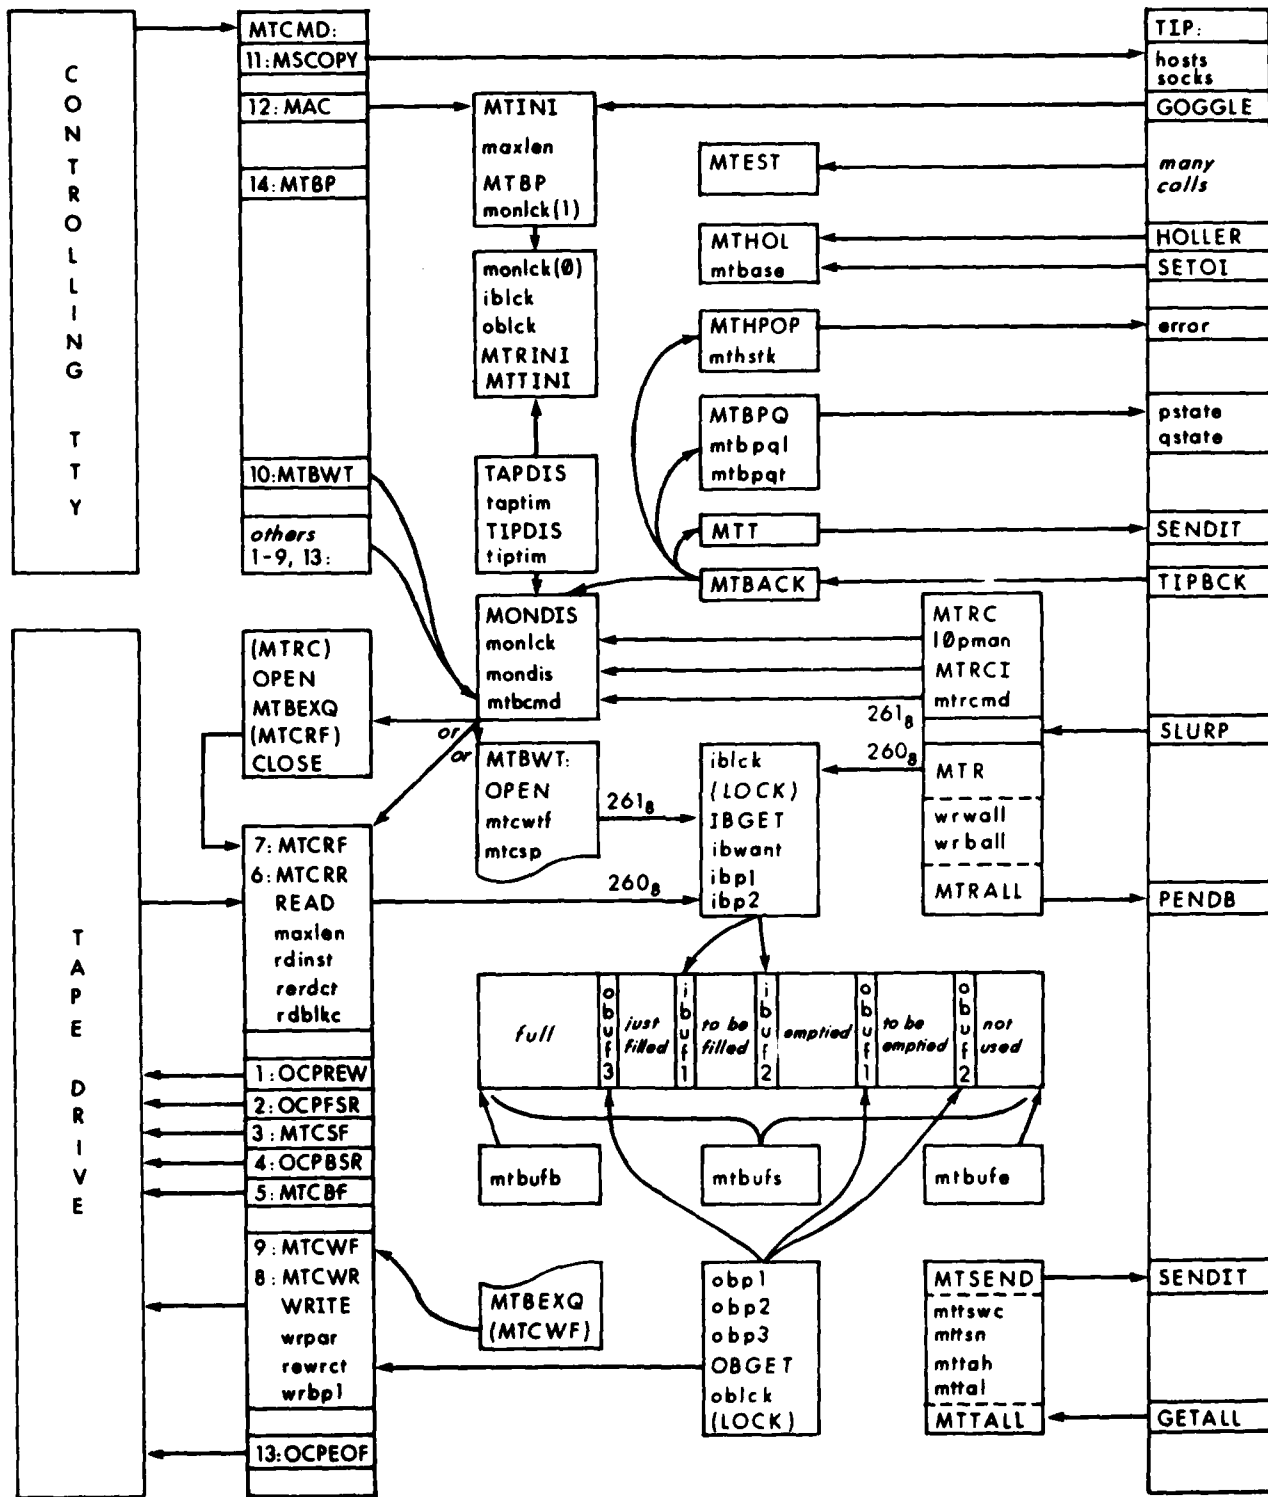 CONTROLLING TTY
MTCMD:
11:MSCOPY
12:MAC
14:MTBP
10:MTBWT
others
1-9, 13:
MTINI
maxlen
MTBP
monlck(1)
monlck(0)
iblck
oblck
MTRINI
MTTINI
TAPDIS
taptim
TIPDIS
tiptim
MONDIS
monlck
mondis
mtbcmd
MTEST
MTHOL
mtbase
MTHPOP
mthstk
MTBPQ
mtbpql
mtbpqt
MTT
MTBACK
TIP:
hosts
socks
GOGGLE
many
calls
HOLLER
SETOI
error
pstate
qstate
SENDIT
TIPBCK
SLURP
PENDB
SENDIT
GETALL
MTRC
10pman
MTRCI
mtrcmd
261₈
260₈
MTR
wrwall
wrball
MTRALL
TAPE DRIVE
(MTRC)
OPEN
MTBEXQ
(MTCRF)
CLOSE
or
or
MTBWT:
OPEN
mtcwtf
mtcsp
261₈
iblck
(LOCK)
IBGET
ibwant
ibp1
ibp2
7:MTCRF
6:MTCRR
READ
maxlen
rdinst
rerdct
rdblkc
260₈
1:OCPREW
2:OCPFSR
3:MTCSF
4:OCPBSR
5:MTCBF
9:MTCWF
8:MTCWR
WRITE
wrpar
rewrct
wrbp1
13:OCPEOF
full
obuf3
just
filled
ibuf1
to be
filled
ibuf2
emptied
obuf1
to be
emptied
obuf2
not
used
mtbufb
mtbufs
mtbufe
MTBEXQ
(MTCWF)
obp1
obp2
obp3
OBGET
oblck
(LOCK)
MTSEND
mttswc
mttsn
mttah
mttal
MTTALL